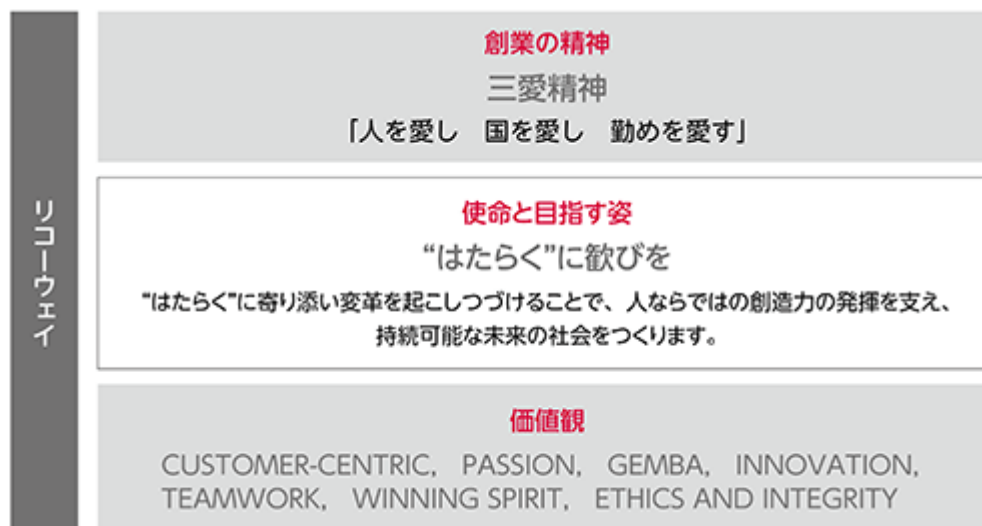 リコーウェイ
創業の精神
三愛精神
「人を愛し　国を愛し　勤めを愛す」
使命と目指す姿
“はたらく”に歓びを
“はたらく”に寄り添い変革を起こしつづけることで、人ならではの創造力の発揮を支え、
持続可能な未来の社会をつくります。
価値観
CUSTOMER-CENTRIC,　PASSION,　GEMBA,　INNOVATION,
TEAMWORK,　WINNING SPIRIT,　ETHICS AND INTEGRITY